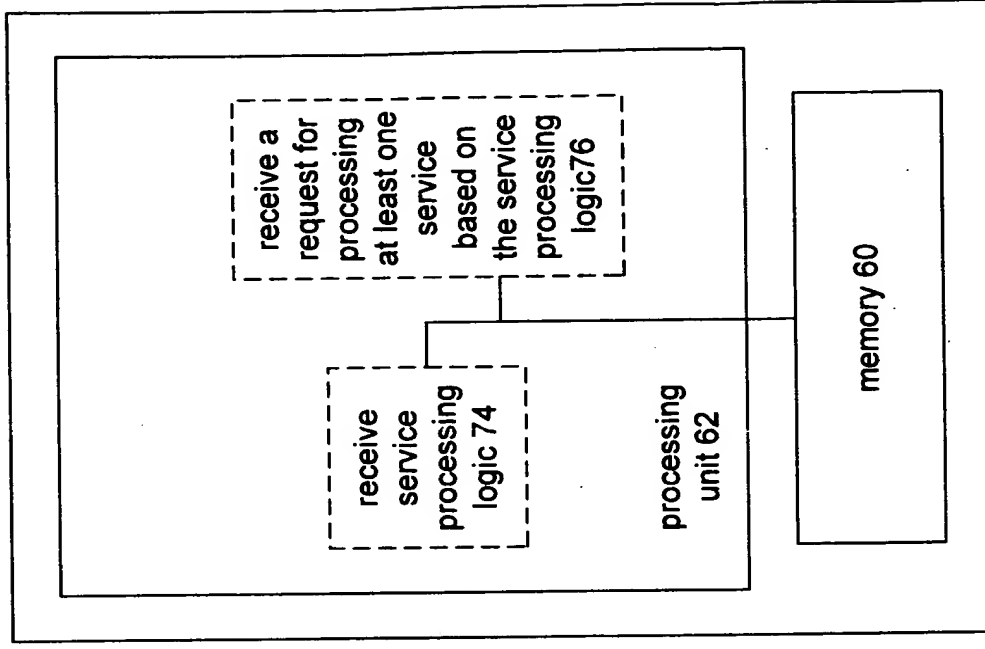 receive
service
processing
logic 74
receive a
request for
processing
at least one
service
based on
the service
processing
logic76
processing
unit 62
memory 60